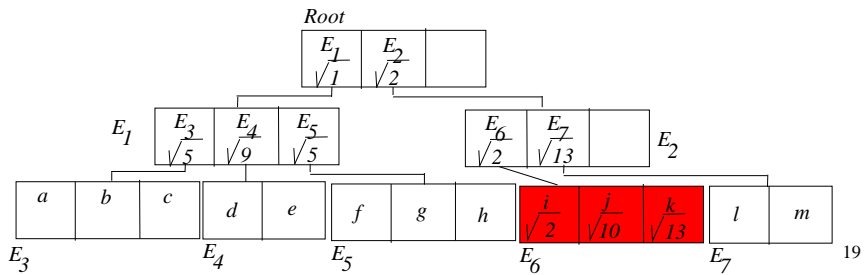 Root
E1 E2
√1 √2
E1 E3 E4 E5 E6 E7 E2
√5 √9 √5 √2 √13
a b c d e f g h i j k l m
√2 √10 √13
E3 E4 E5 E6 E7 19